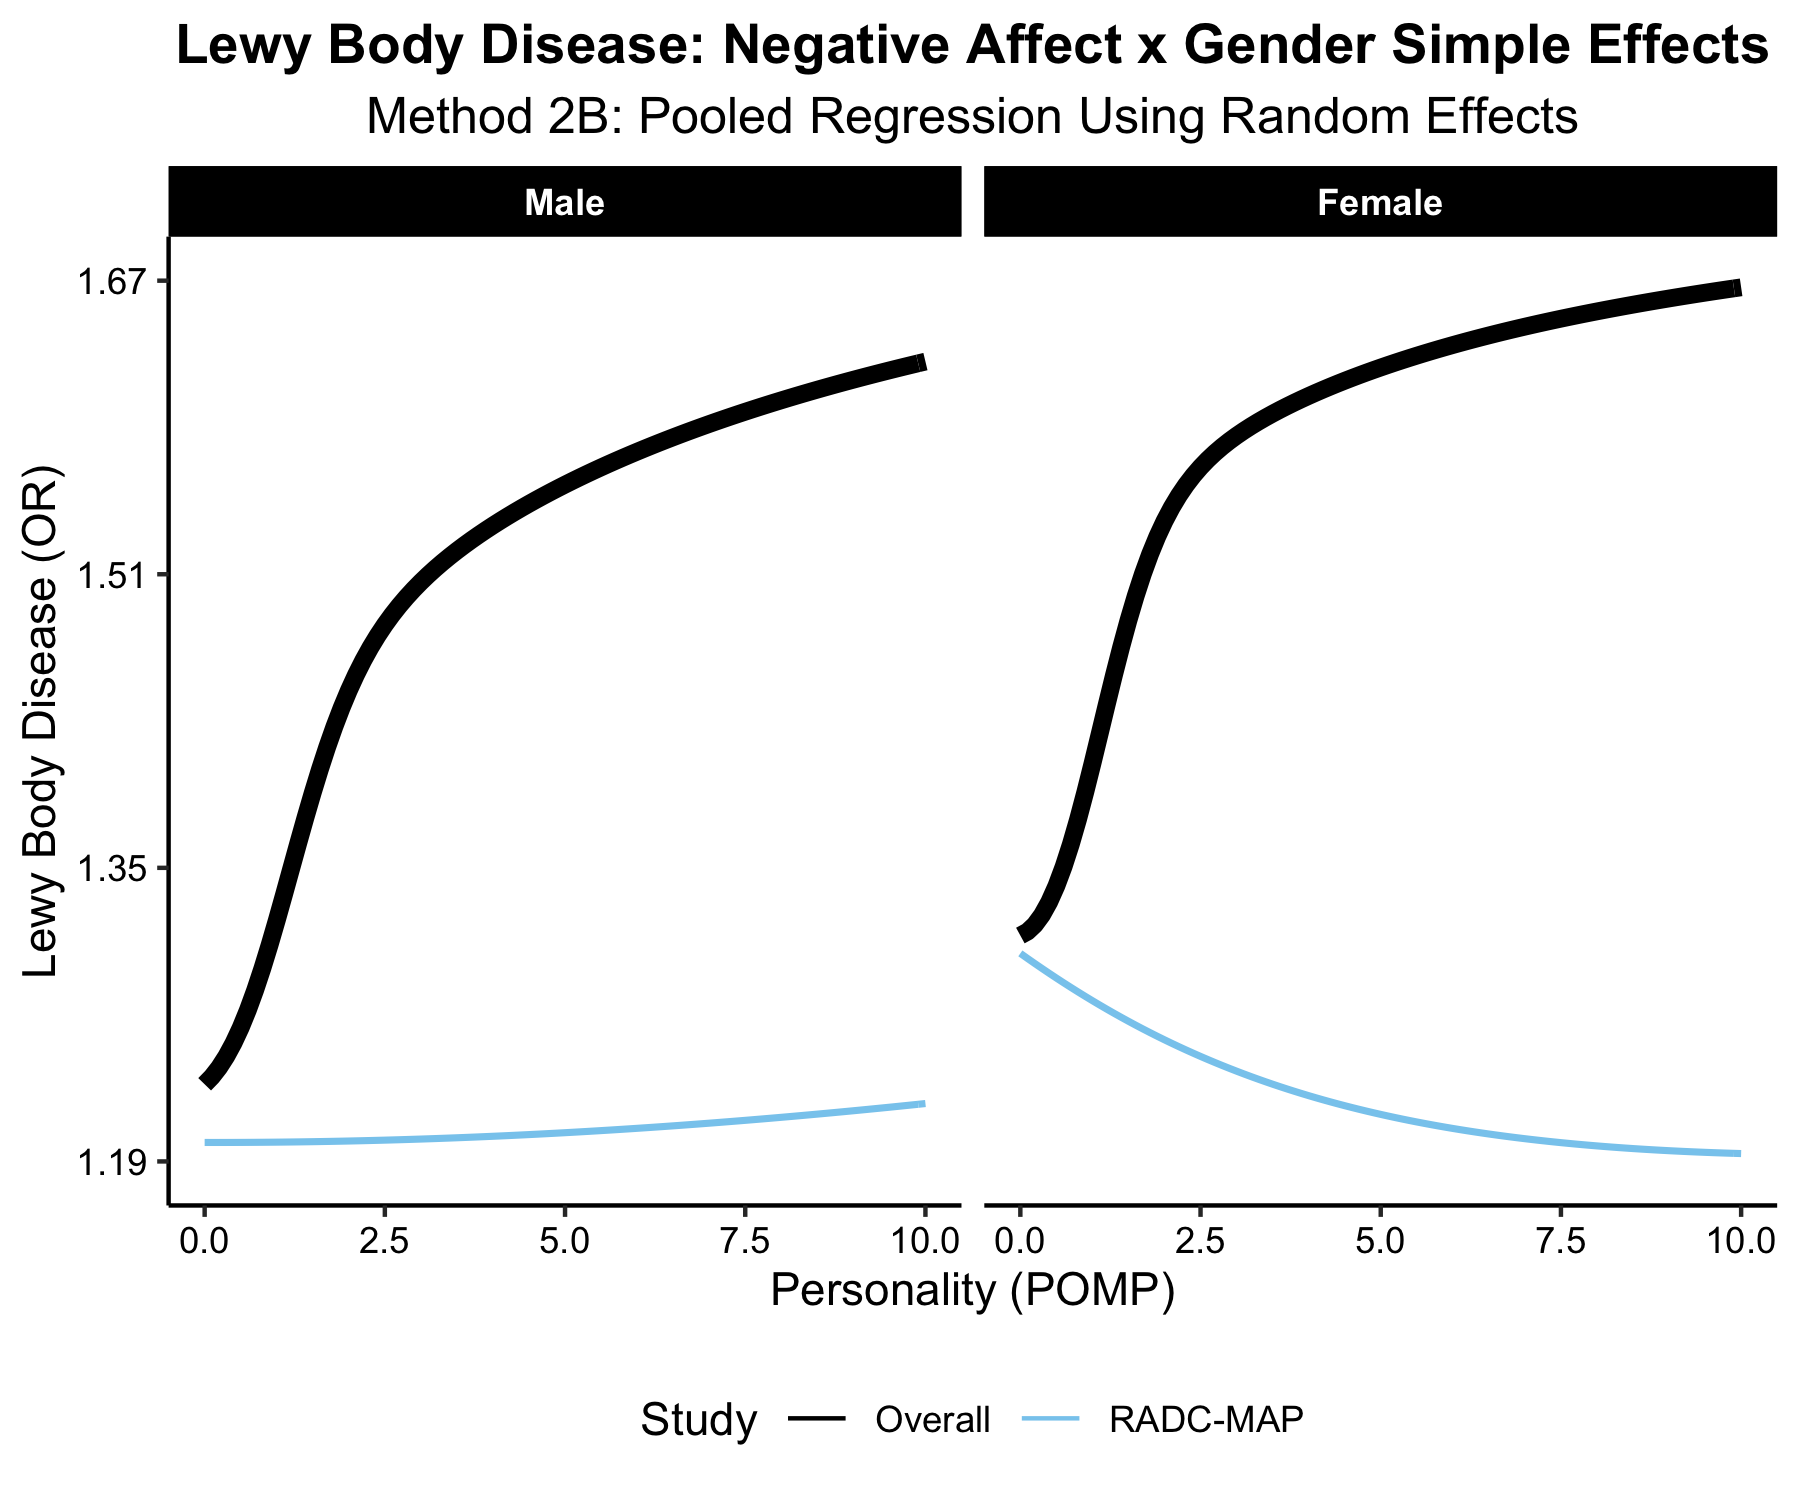 Lewy Body Disease: Negative Affect x Gender Simple Effects
Method 2B: Pooled Regression Using Random Effects
Male
Female
Lewy Body Disease (OR)
1.67
1.51
1.35
1.19
0.0 2.5 5.0 7.5 10.0
0.0 2.5 5.0 7.5 10.0
Personality (POMP)
Study Overall RADC-MAP